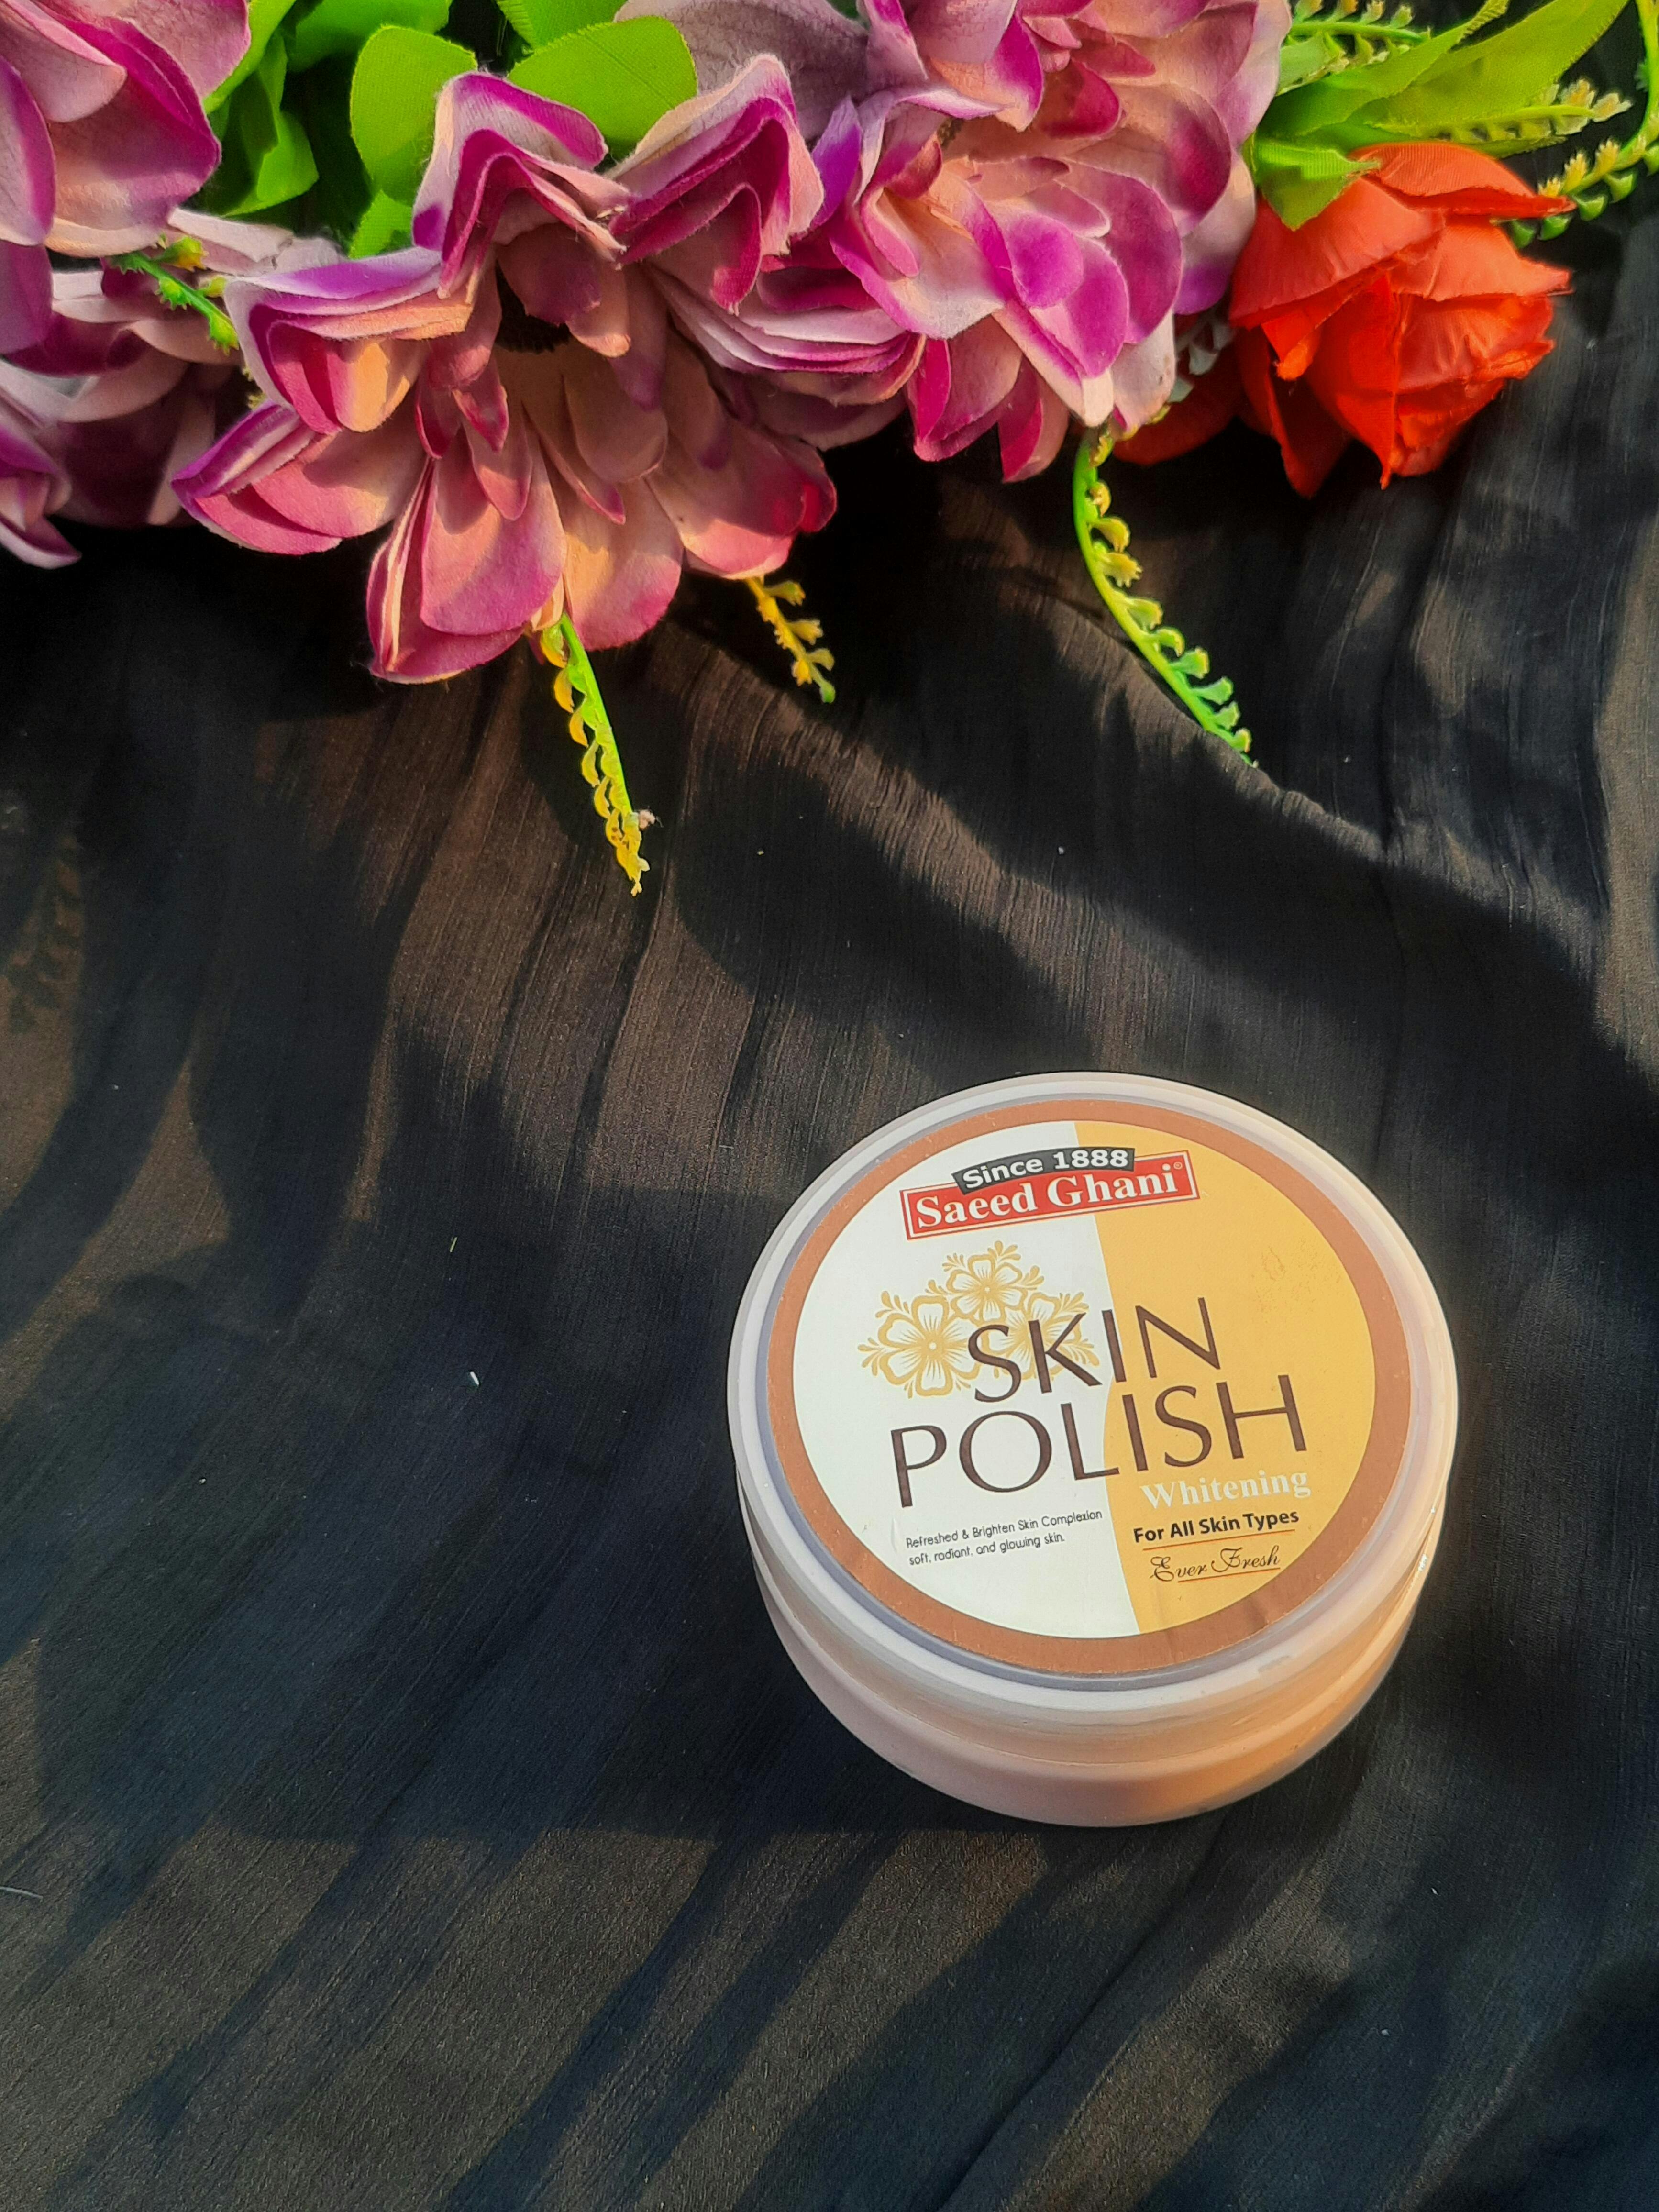 Since 1888
Saeed Ghani®
SKIN
POLISH
Whitening
Refreshed & Brighten Skin Complexion
soft, radiant, and glowing skin.
For All Skin Types
Ever Fresh